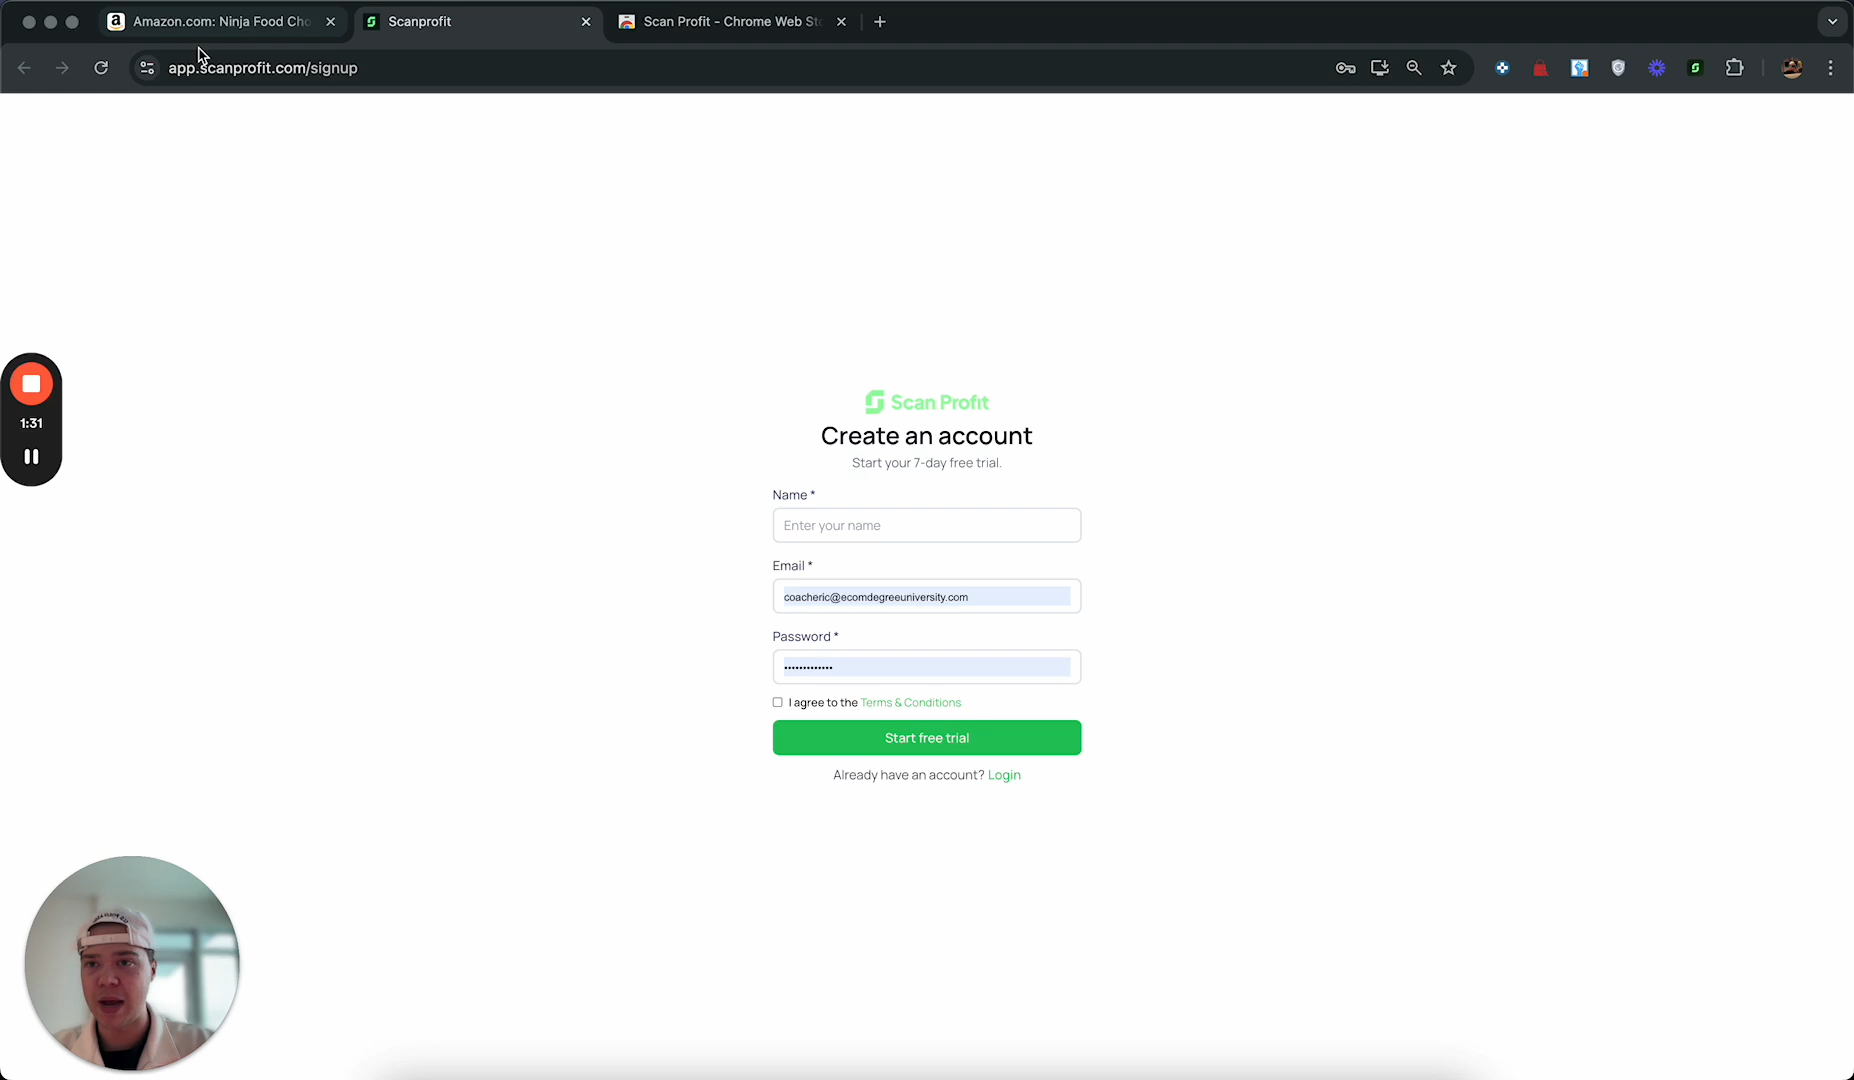 Amazon.com: Ninja Food Cho
Scanprofit
Scan Profit - Chrome Web Sto
app.scanprofit.com/signup
1:31
Scan Profit
Create an account
Start your 7-day free trial.
Name *
Enter your name
Email *
coacheric@ecomdegreeuniversity.com
Password *
•••••••••••••
I agree to the Terms & Conditions
Start free trial
Already have an account? Login